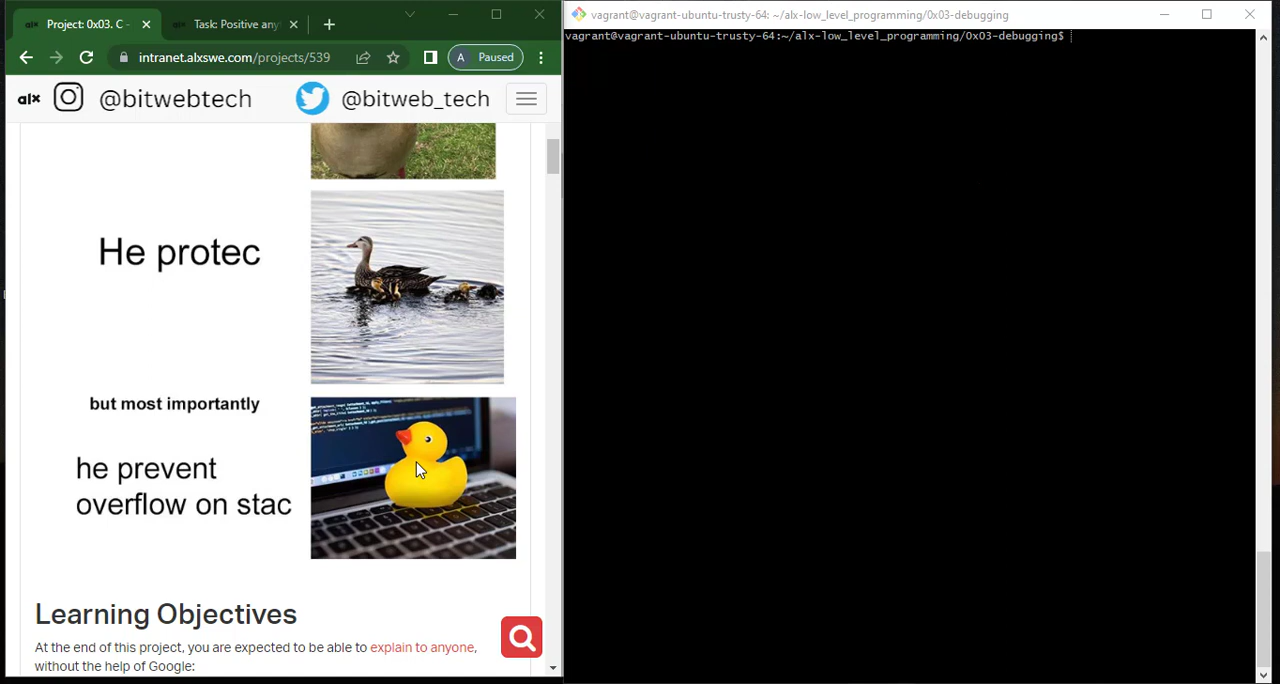 Project: 0x03. C -
Task: Positive any
intranet.alxswe.com/projects/539
A
Paused
alx
@bitwebtech
@bitweb_tech
He protec
but most importantly
he prevent
overflow on stac
Learning Objectives
At the end of this project, you are expected to be able to explain to anyone,
without the help of Google:
vagrant@vagrant-ubuntu-trusty-64: ~/alx-low_level_programming/0x03-debugging
vagrant@vagrant-ubuntu-trusty-64:~/alx-low_level_programming/0x03-debugging$